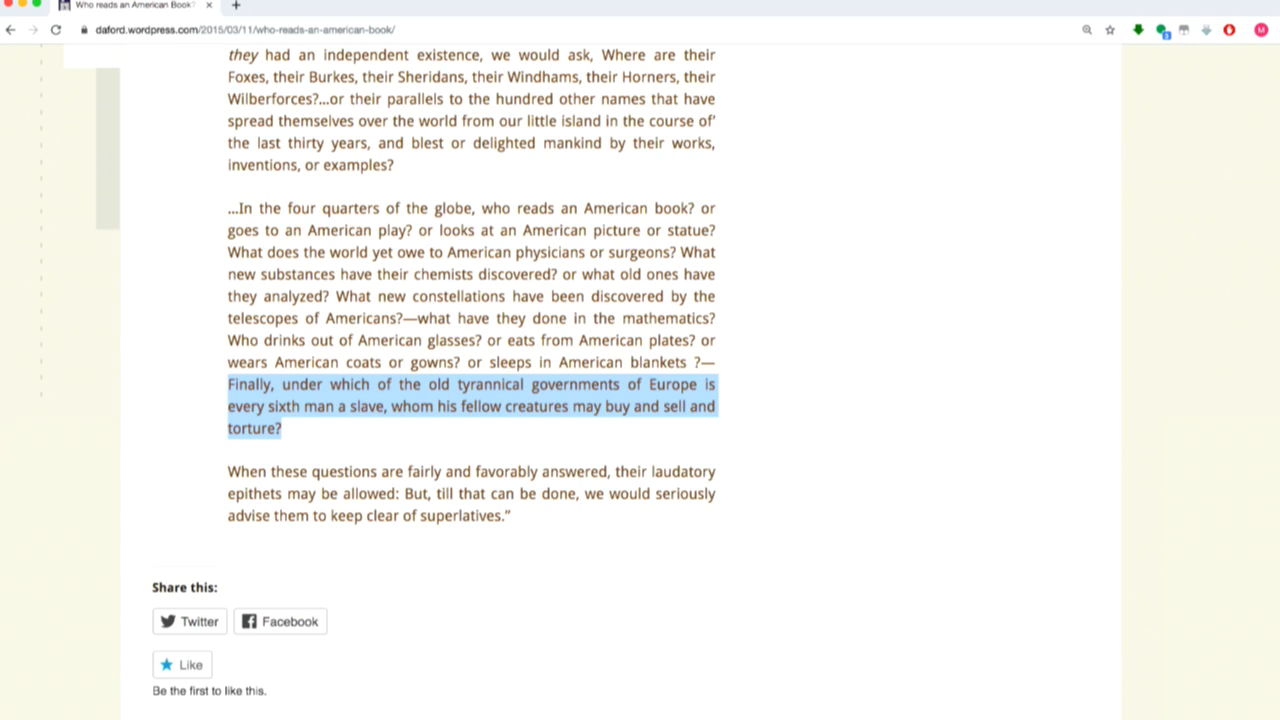 Who reads an American Book?
daford.wordpress.com/2015/03/11/who-reads-an-american-book/
they had an independent existence, we would ask, Where are their
Foxes, their Burkes, their Sheridans, their Windhams, their Horners, their
Wilberforces?...or their parallels to the hundred other names that have
spread themselves over the world from our little island in the course of'
the last thirty years, and blest or delighted mankind by their works,
inventions, or examples?
...In the four quarters of the globe, who reads an American book? or
goes to an American play? or looks at an American picture or statue?
What does the world yet owe to American physicians or surgeons? What
new substances have their chemists discovered? or what old ones have
they analyzed? What new constellations have been discovered by the
telescopes of Americans?—what have they done in the mathematics?
Who drinks out of American glasses? or eats from American plates? or
wears American coats or gowns? or sleeps in American blankets ?—
Finally, under which of the old tyrannical governments of Europe is
every sixth man a slave, whom his fellow creatures may buy and sell and
torture?
When these questions are fairly and favorably answered, their laudatory
epithets may be allowed: But, till that can be done, we would seriously
advise them to keep clear of superlatives.”
Share this:
Twitter Facebook
Like
Be the first to like this.